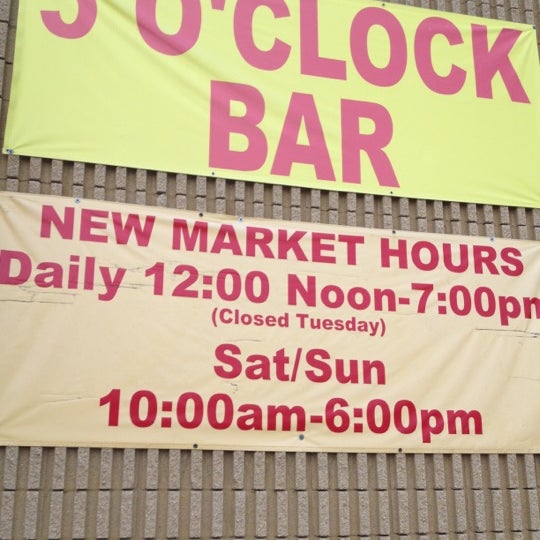 O'CLOCK
BAR
NEW MARKET HOURS
Daily 12:00 Noon-7:00pm
(Closed Tuesday)
Sat/Sun
10:00am-6:00pm